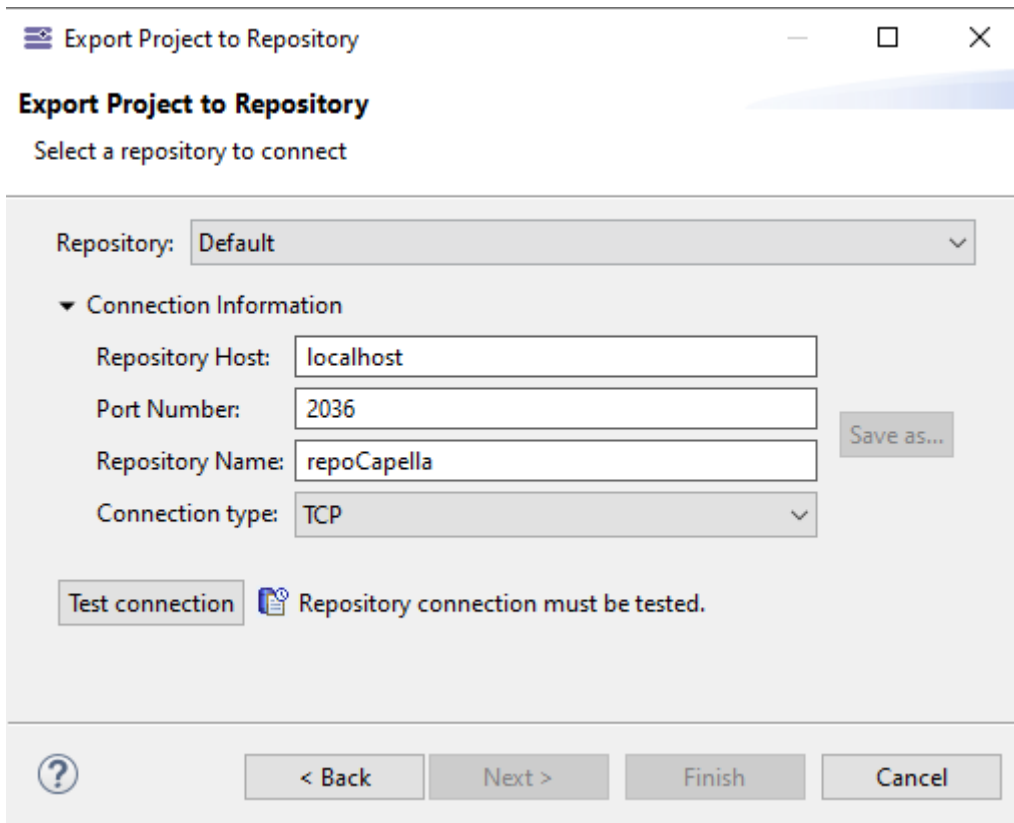 Export Project to Repository
Export Project to Repository
Select a repository to connect
Repository: Default
Connection Information
Repository Host: localhost
Port Number: 2036
Save as...
Repository Name: repoCapella
Connection type: TCP
Test connection Repository connection must be tested.
? < Back Next > Finish Cancel